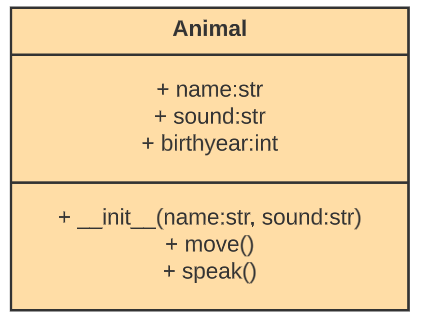 Animal
+ name:str
+ sound:str
+ birthyear:int
+ __init__(name:str, sound:str)
+ move()
+ speak()